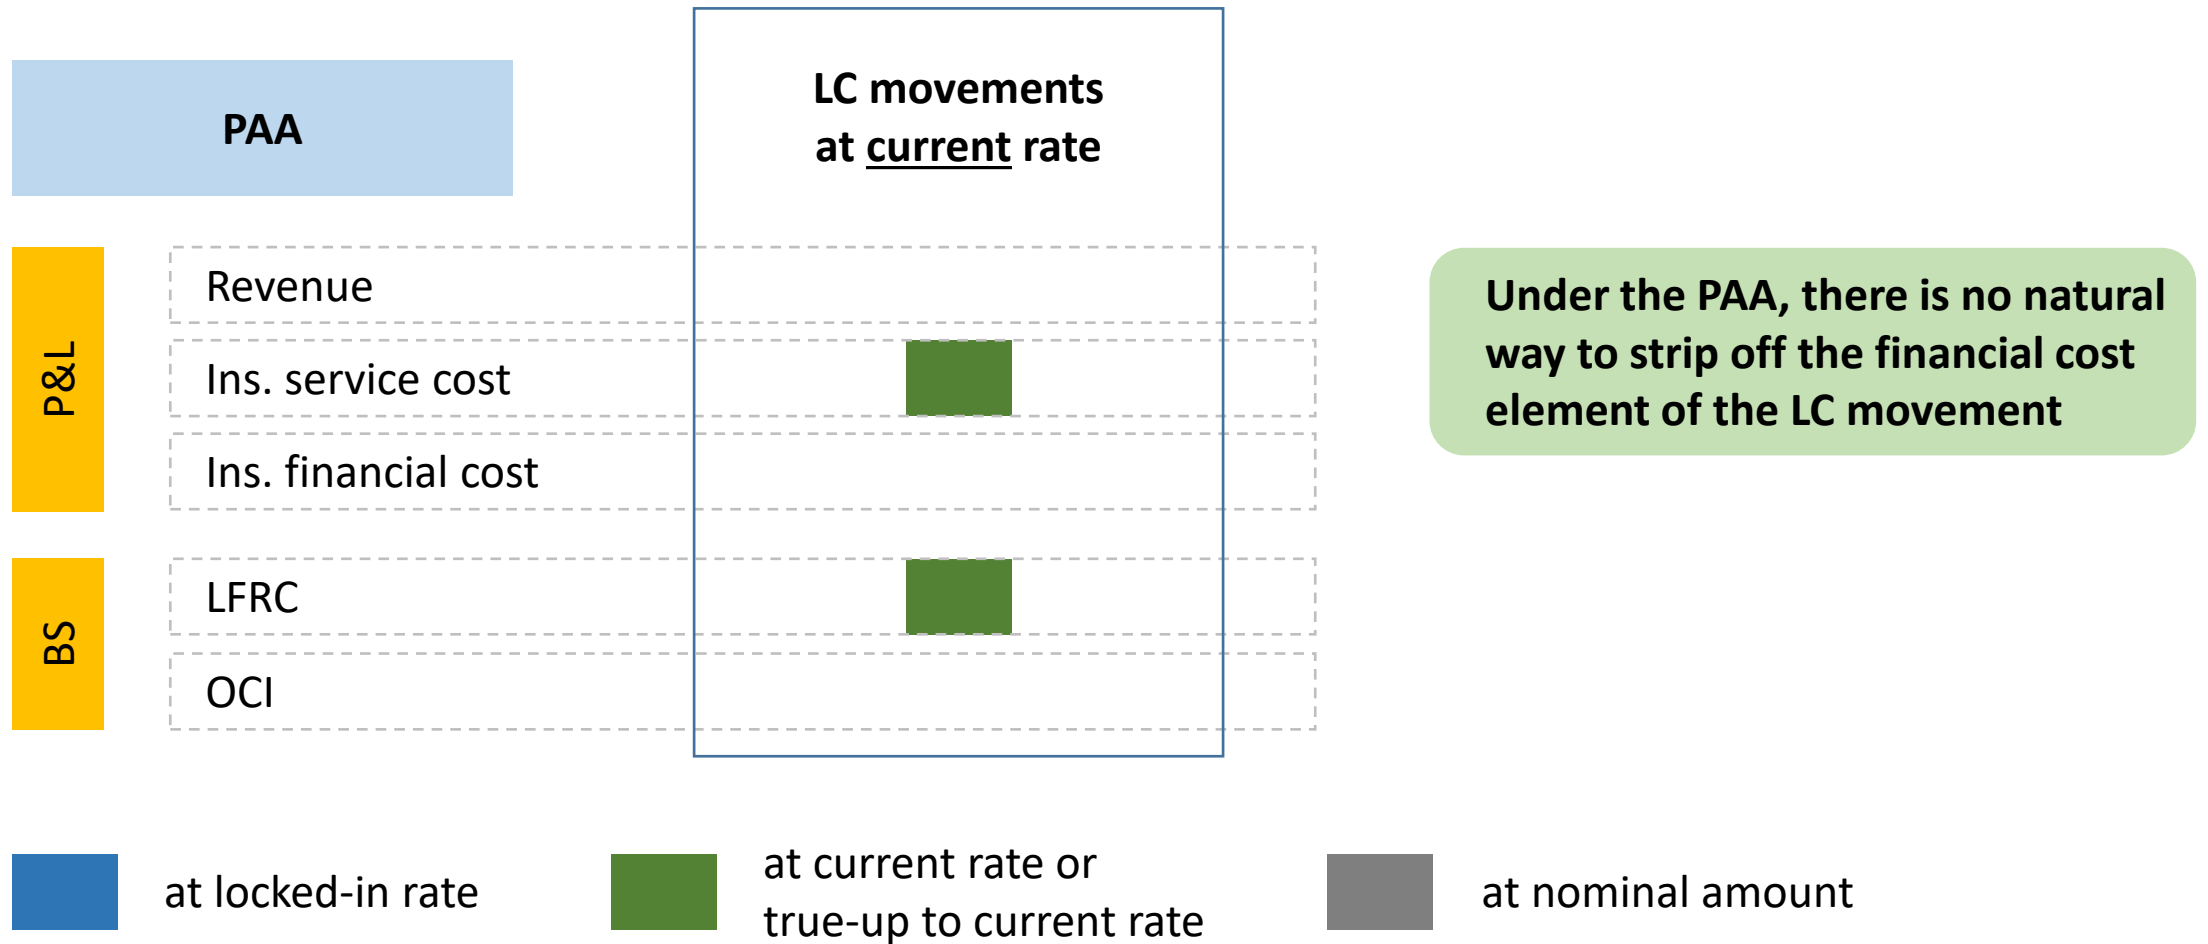 PAA
LC movements
at current rate
P&L
Revenue
Ins. service cost
Ins. financial cost
Under the PAA, there is no natural
way to strip off the financial cost
element of the LC movement
BS
LFRC
OCI
at locked-in rate
at current rate or
true-up to current rate
at nominal amount